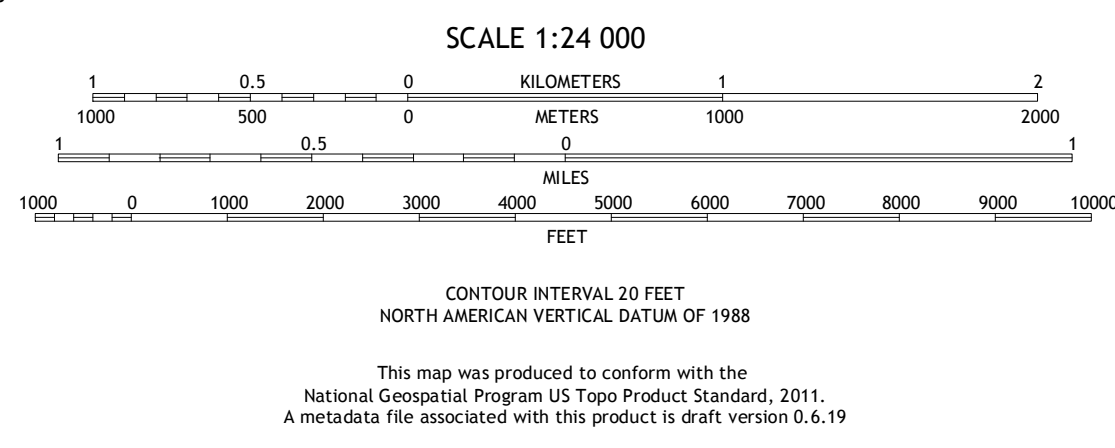 SCALE 1:24 000
1 0.5 0 KILOMETERS 1 2
1000 500 0 METERS 1000 2000
1 0.5 0 1
MILES
1000 0 1000 2000 3000 4000 5000 6000 7000 8000 9000 10000
FEET
CONTOUR INTERVAL 20 FEET
NORTH AMERICAN VERTICAL DATUM OF 1988
This map was produced to conform with the
National Geospatial Program US Topo Product Standard, 2011.
A metadata file associated with this product is draft version 0.6.19